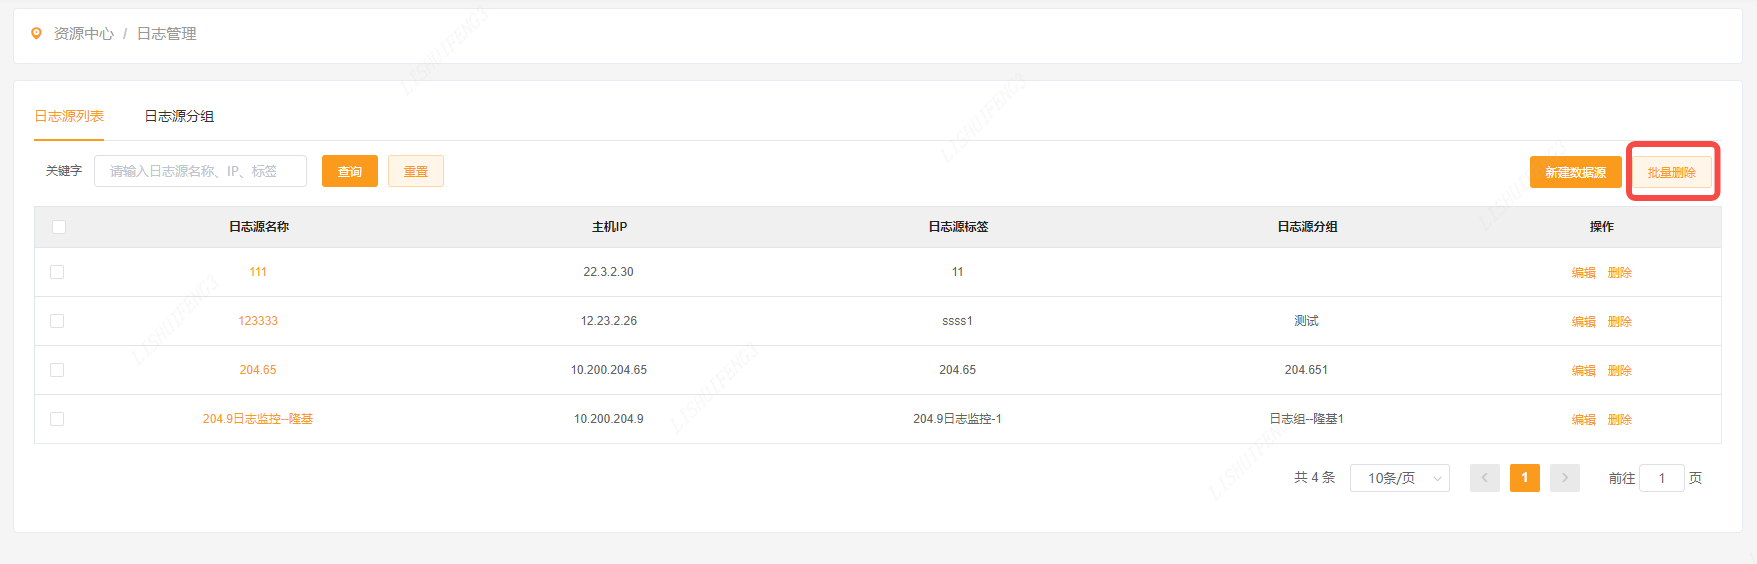 资源中心 / 日志管理
日志源列表 日志源分组
关键字 请输入日志源名称、IP、标签 查询 重置 新建数据源 批量删除
日志源名称 主机IP 日志源标签 日志源分组 操作
111 22.3.2.30 11 编辑 删除
123333 12.23.2.26 ssss1 测试 编辑 删除
204.65 10.200.204.65 204.65 204.651 编辑 删除
204.9日志监控--隆基 10.200.204.9 204.9日志监控-1 日志组--隆基1 编辑 删除
共 4 条 10条/页 1 前往 1 页
LISHUIFENG3
LISHUIFENG3
LISHUIFENG3
LISHUIFENG3
LISHUIFENG3
LISHUIFENG3